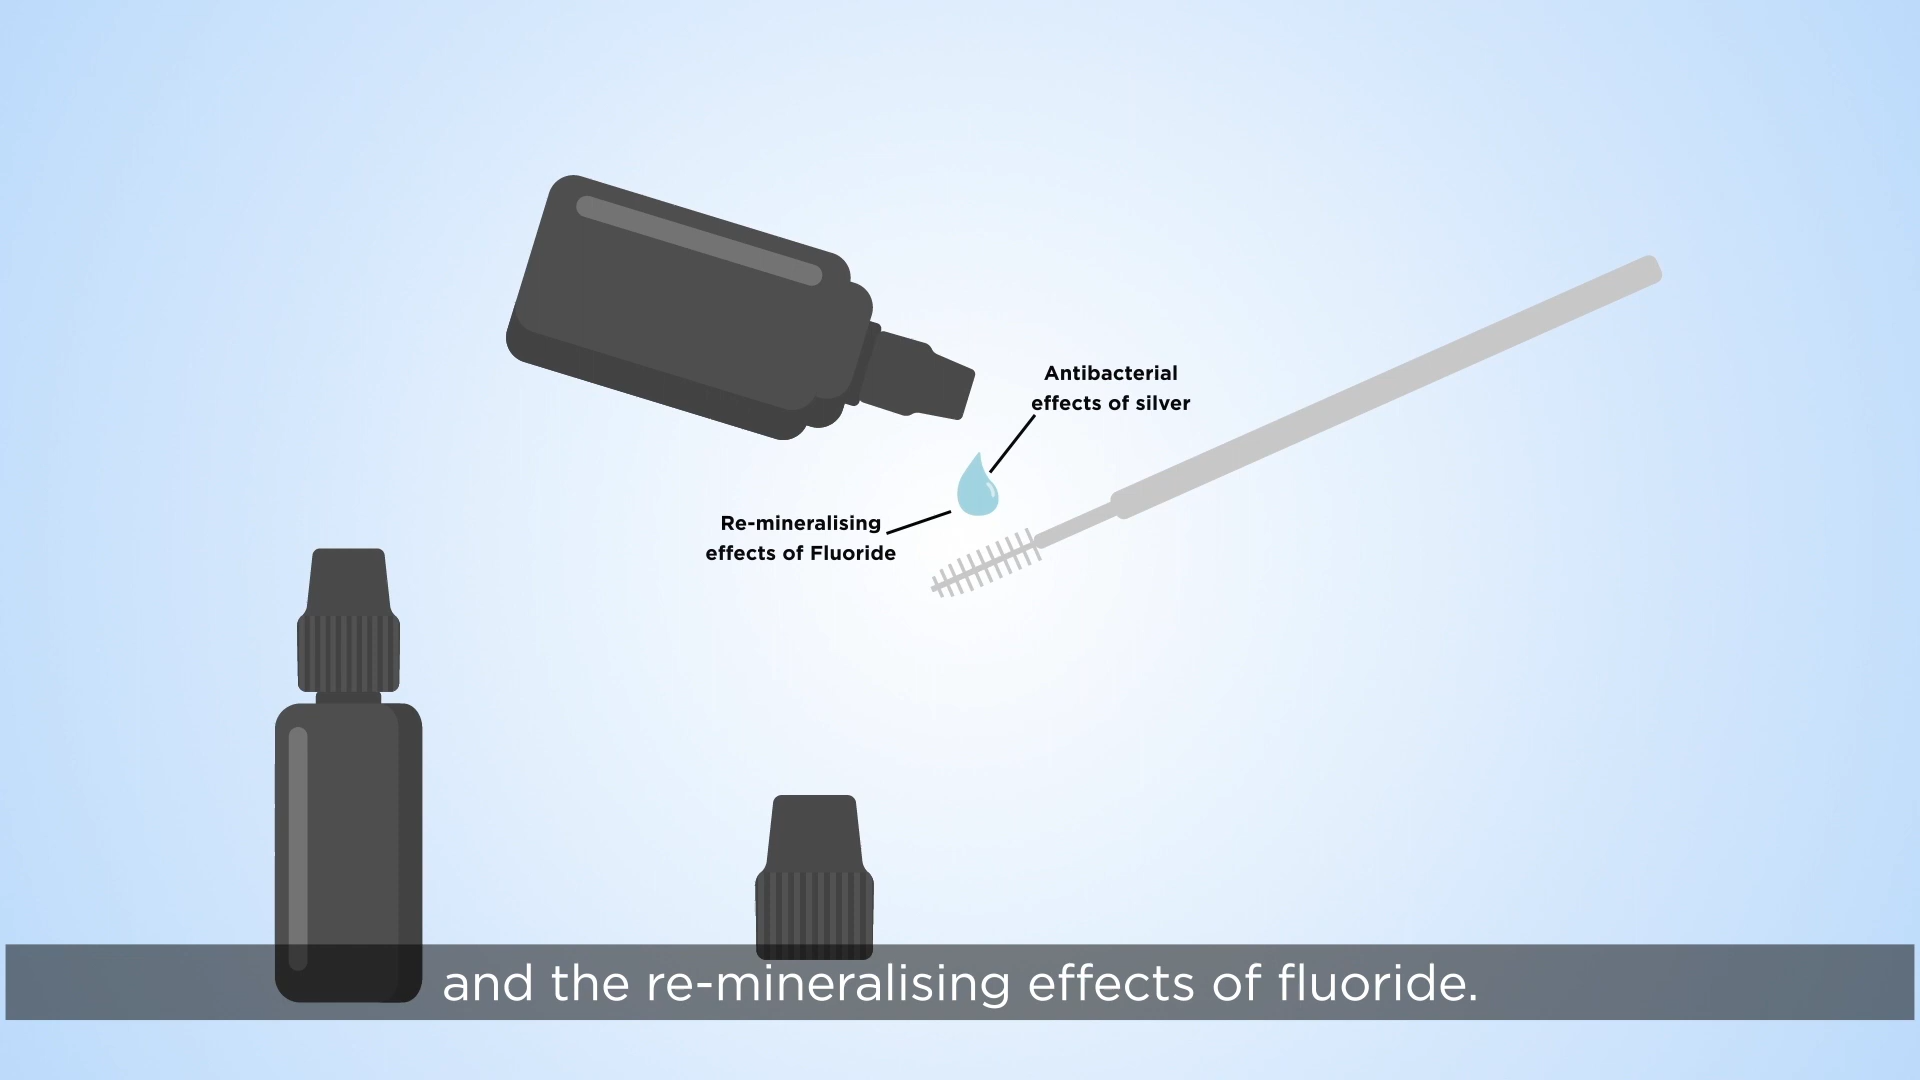 Antibacterial
effects of silver
Re-mineralising
effects of Fluoride
and the re-mineralising effects of fluoride.